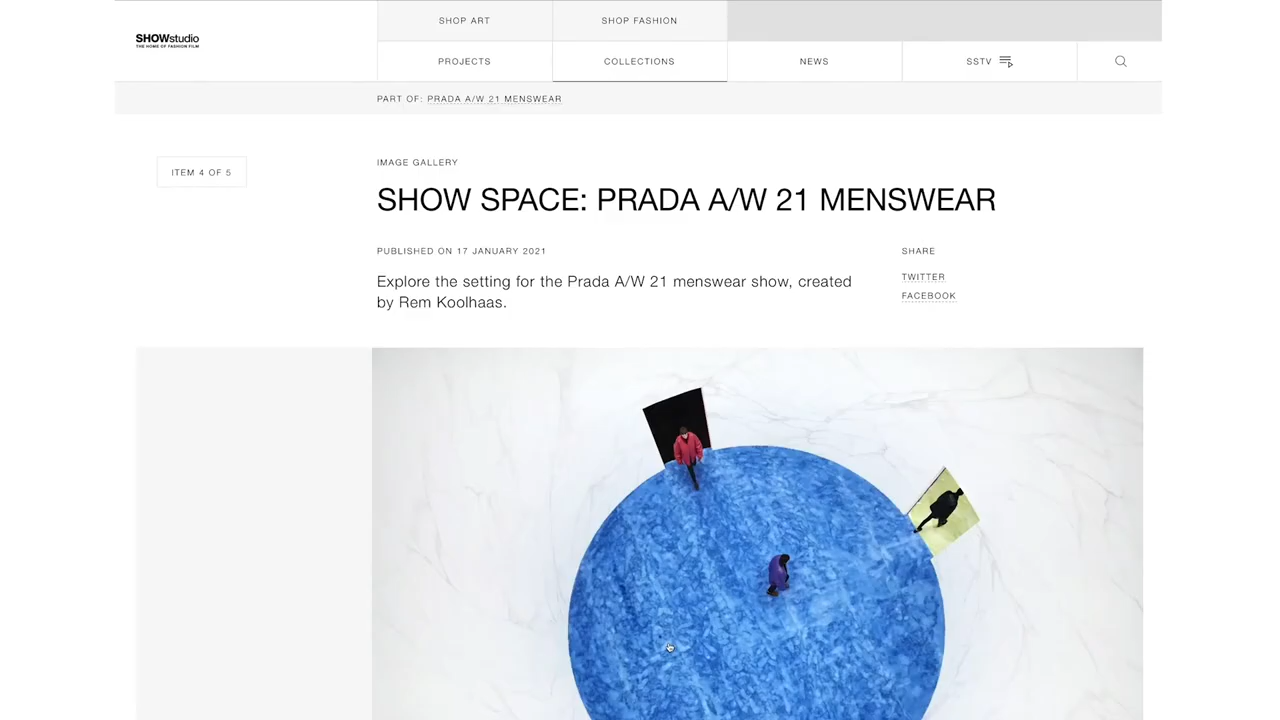 SHOP ART
SHOP FASHION
SHOWstudio
THE HOME OF FASHION FILM
PROJECTS
COLLECTIONS
NEWS
SSTV
PART OF: PRADA A/W 21 MENSWEAR
ITEM 4 OF 5
IMAGE GALLERY
SHOW SPACE: PRADA A/W 21 MENSWEAR
PUBLISHED ON 17 JANUARY 2021
Explore the setting for the Prada A/W 21 menswear show, created
by Rem Koolhaas.
SHARE
TWITTER
FACEBOOK